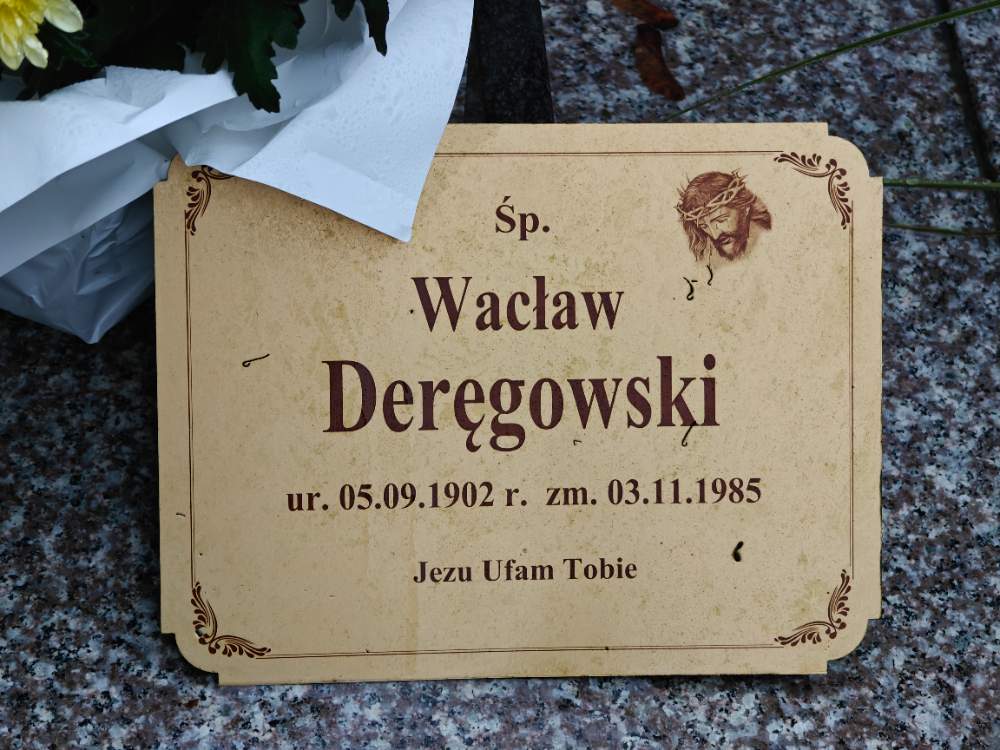 Śp.
Wacław
Deręgowski
ur. 05.09.1902 r. zm. 03.11.1985
Jezu Ufam Tobie